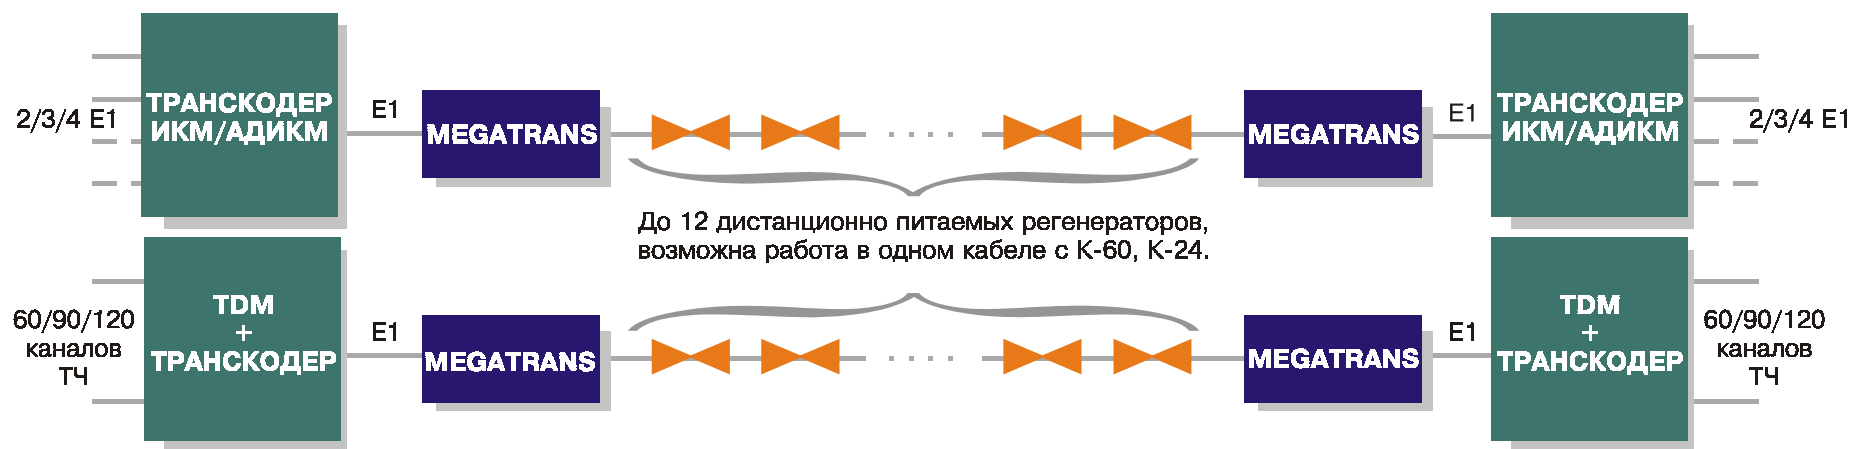 2/3/4 E1
ТРАНСКОДЕР
ИКМ/АДИКМ
E1
MEGATRANS
MEGATRANS
E1
ТРАНСКОДЕР
ИКМ/АДИКМ
2/3/4 E1
До 12 дистанционно питаемых регенераторов,
возможна работа в одном кабеле с К-60, К-24.
60/90/120
каналов
ТЧ
TDM
+
ТРАНСКОДЕР
E1
MEGATRANS
MEGATRANS
E1
TDM
+
ТРАНСКОДЕР
60/90/120
каналов
ТЧ